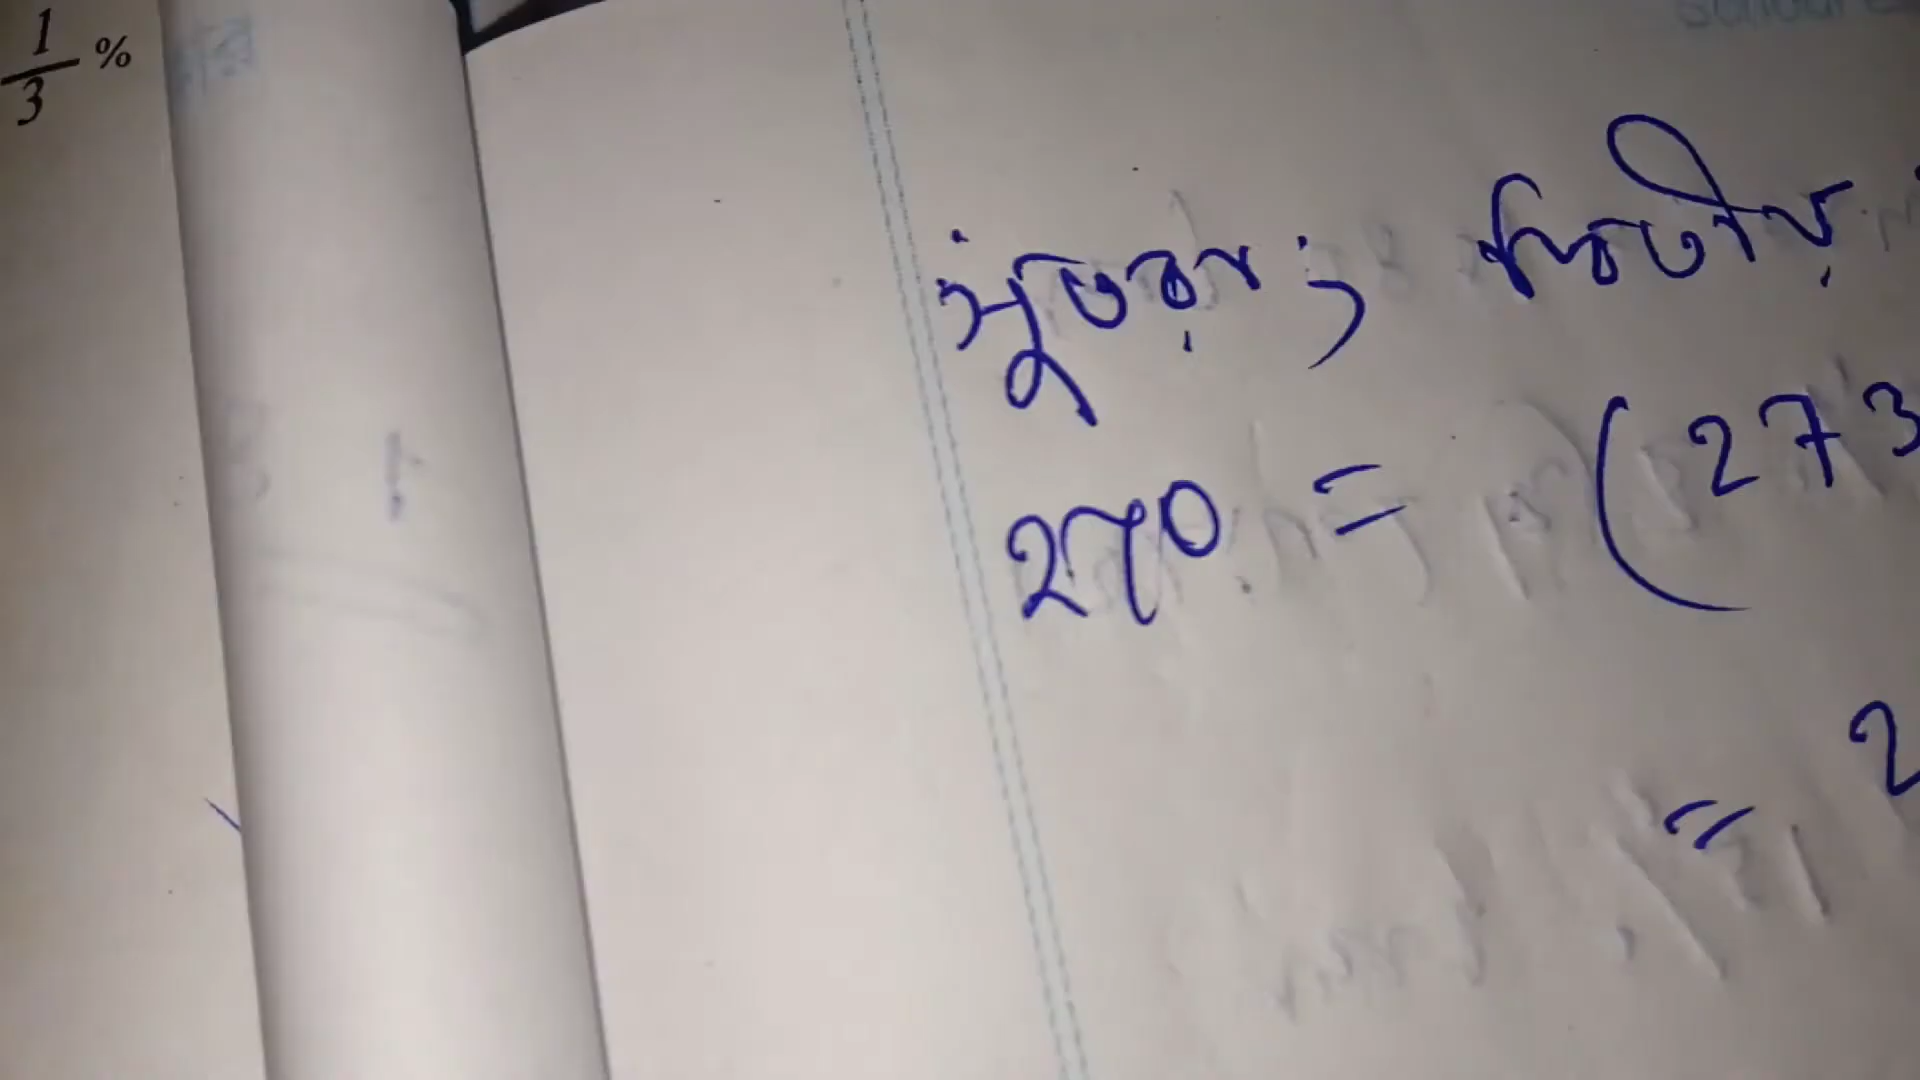 1/3 %
সুতরাং, দ্বিতীয়
270 = (273
= 2